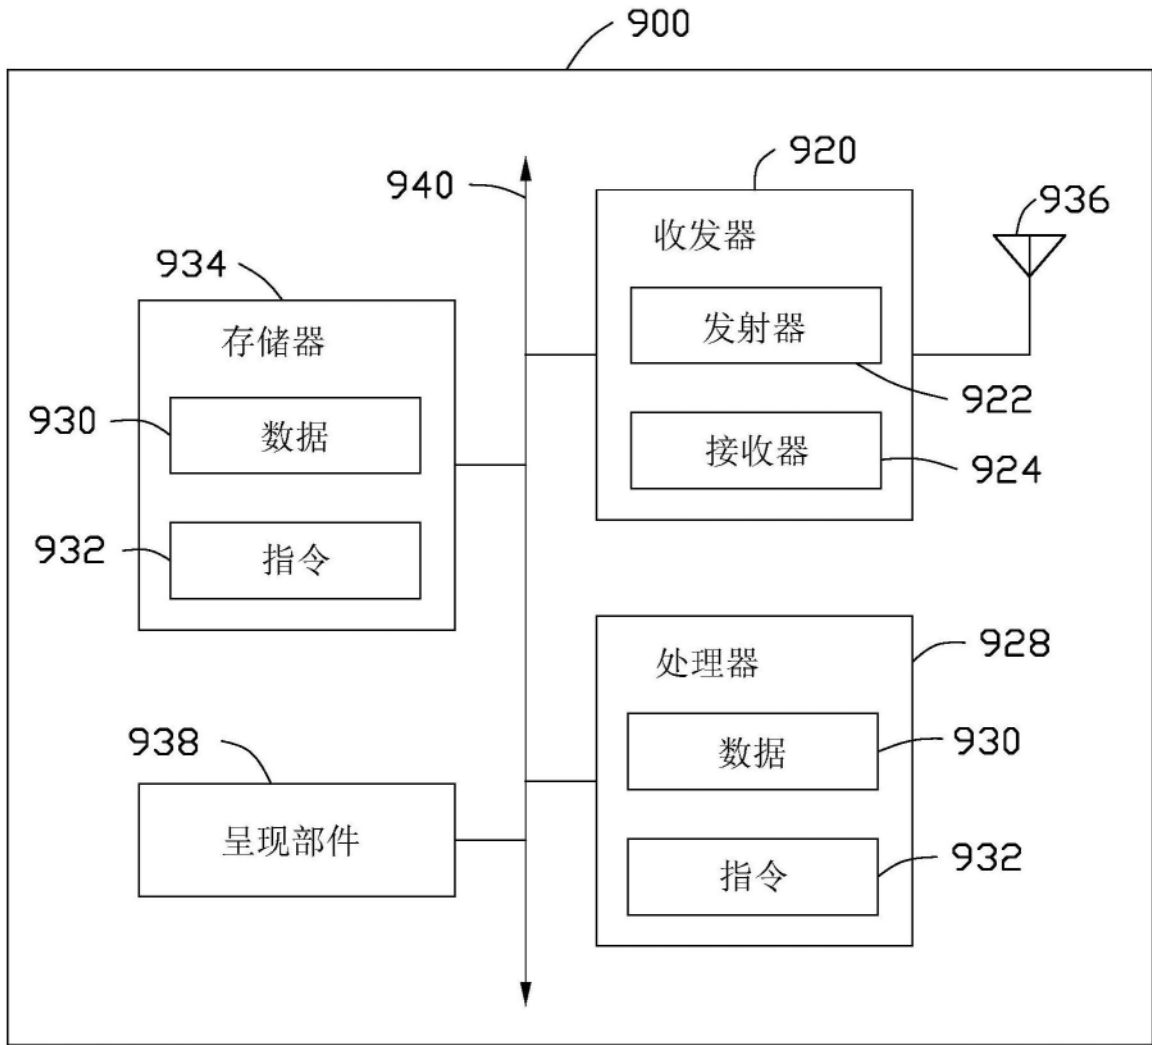 900
940
920
936
收发器
934
存储器
发射器
922
930
数据
接收器
924
932
指令
928
处理器
938
数据
930
呈现部件
指令
932